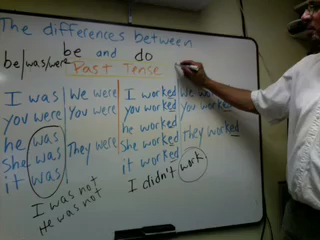 The differences between
be and do
be/was/were
Past Tense
I was We were I worked We
you were You were you worked You
he was he worked
She was They were She worked They worked
it was it worked
I was not I didn't work
He was not